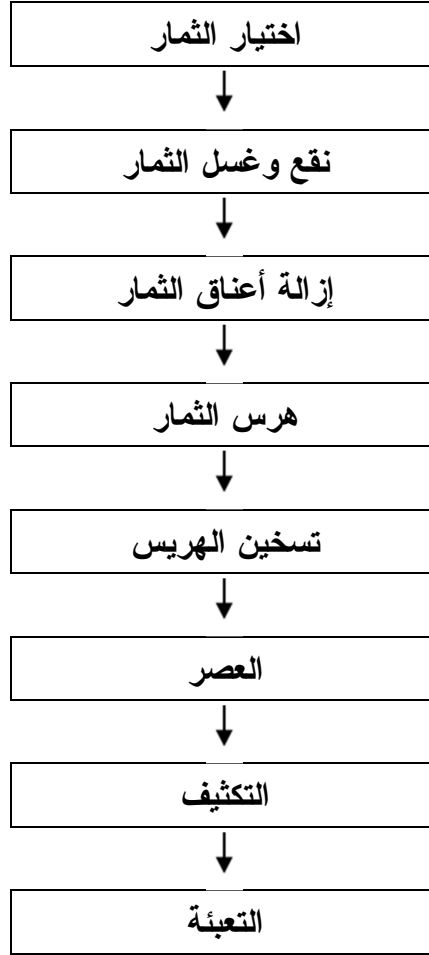 اختيار الثمار
نقع وغسل الثمار
إزالة أعناق الثمار
هرس الثمار
تسخين الهريس
العصر
التكثيف
التعبئة